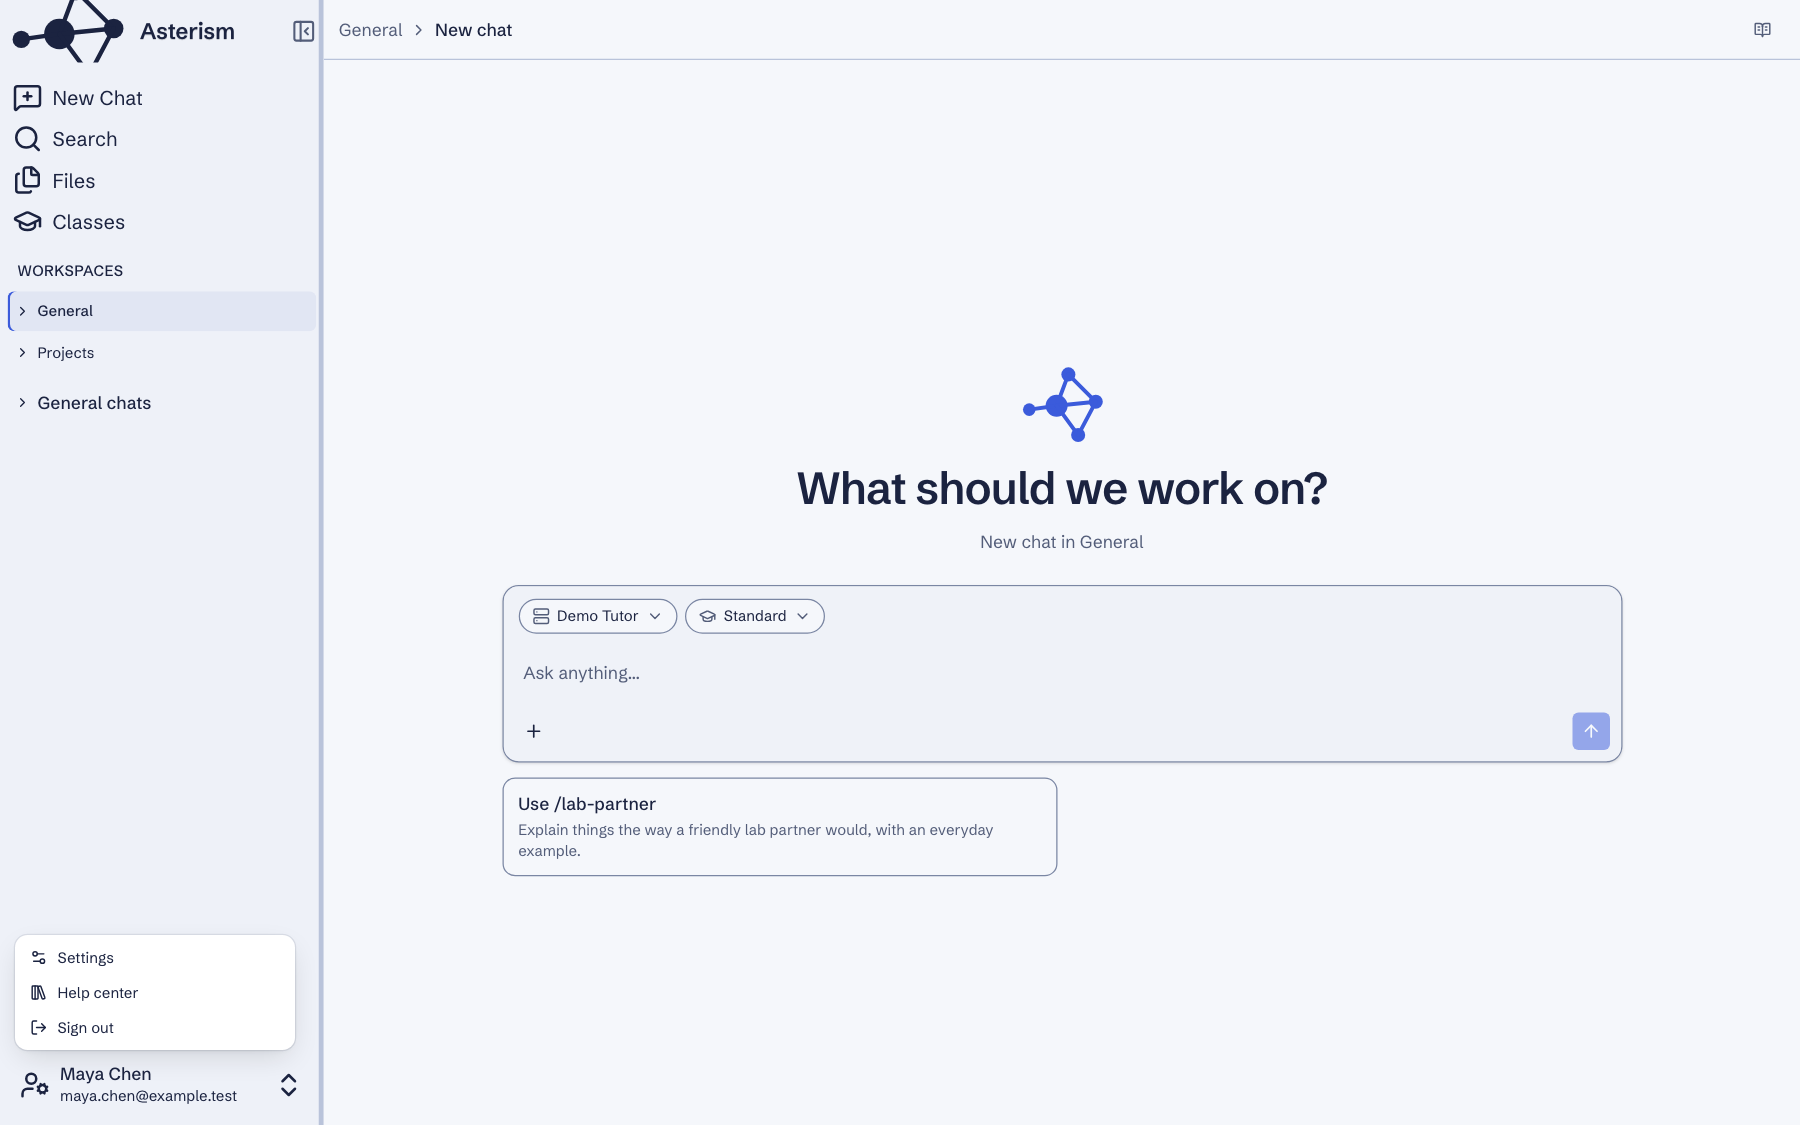 Asterism
General > New chat
New Chat
Search
Files
Classes
WORKSPACES
General
Projects
General chats
What should we work on?
New chat in General
Demo Tutor
Standard
Ask anything...
Use /lab-partner
Explain things the way a friendly lab partner would, with an everyday
example.
Settings
Help center
Sign out
Maya Chen
maya.chen@example.test